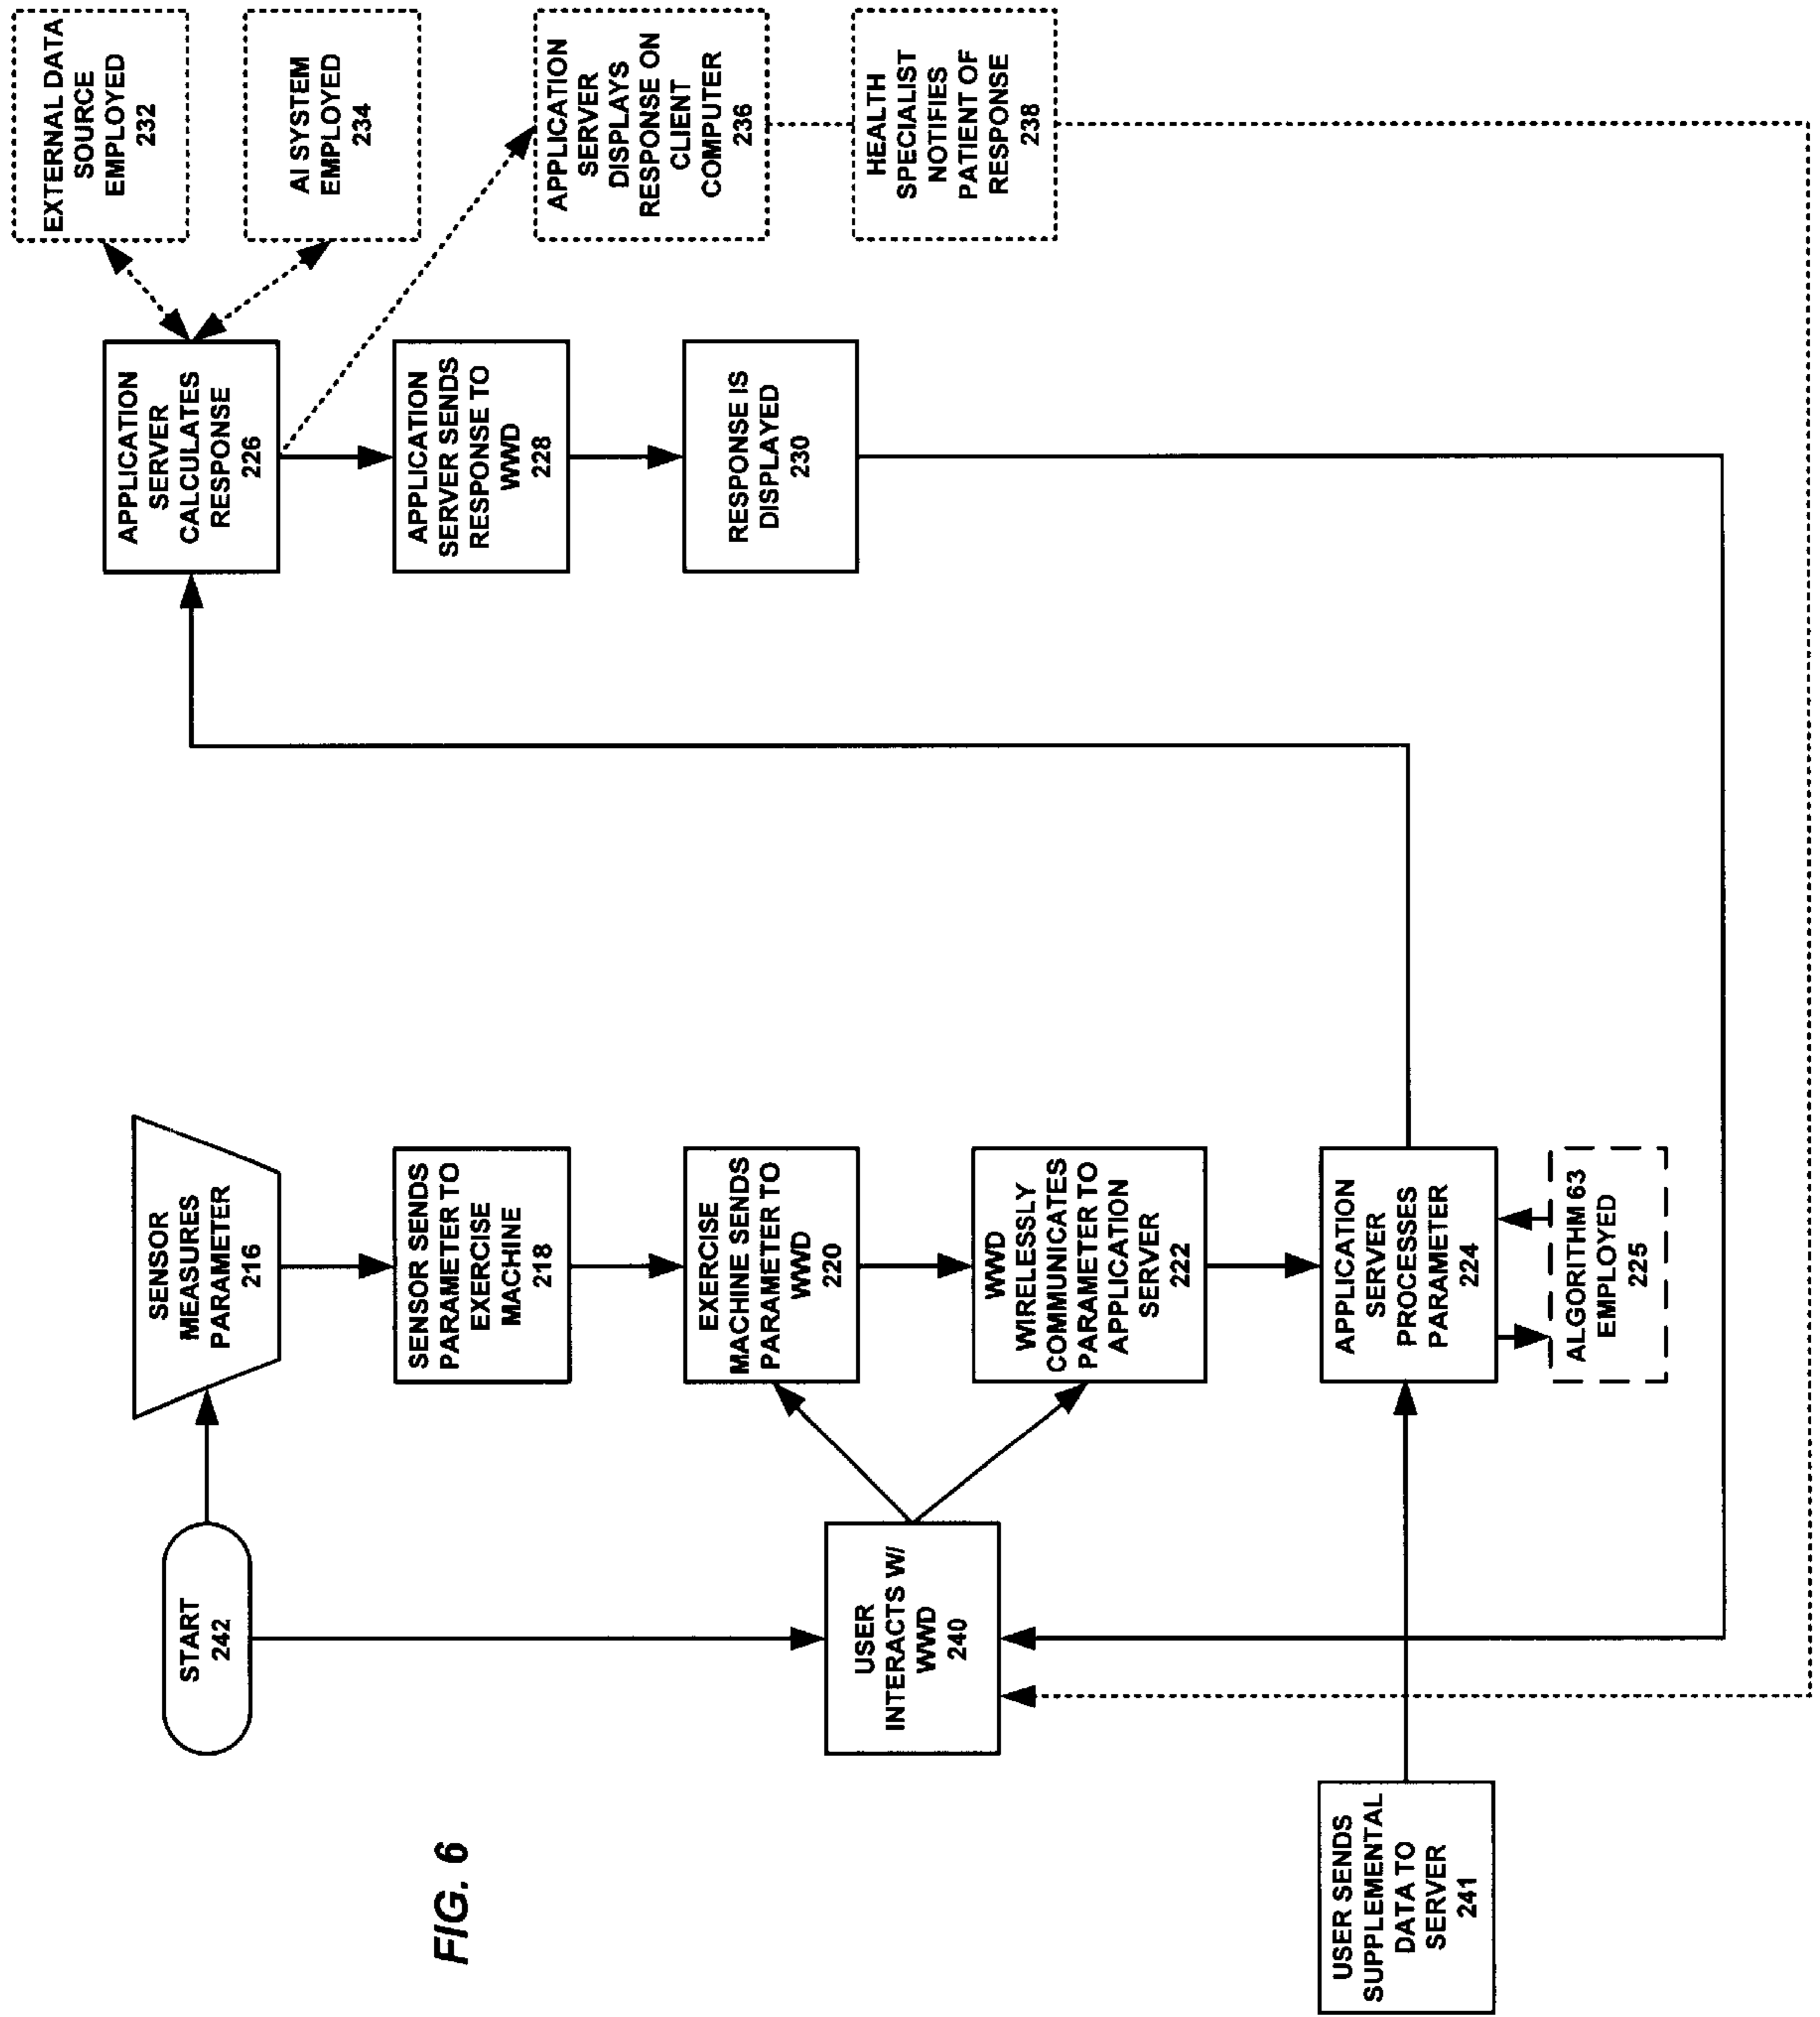 FIG. 6
START
242
SENSOR
MEASURES
PARAMETER
216
SENSOR SENDS
PARAMETER TO
EXERCISE
MACHINE
218
EXERCISE
MACHINE SENDS
PARAMETER TO
WWD
220
WWD
WIRELESSLY
COMMUNICATES
PARAMETER TO
APPLICATION
SERVER
222
APPLICATION
SERVER
PROCESSES
PARAMETER
224
ALGORITHM 63
EMPLOYED
225
USER
INTERACTS W/
WWD
240
USER SENDS
SUPPLEMENTAL
DATA TO
SERVER
241
APPLICATION
SERVER
CALCULATES
RESPONSE
226
APPLICATION
SERVER SENDS
RESPONSE TO
WWD
228
RESPONSE IS
DISPLAYED
230
EXTERNAL DATA
SOURCE
EMPLOYED
232
AI SYSTEM
EMPLOYED
234
APPLICATION
SERVER
DISPLAYS
RESPONSE ON
CLIENT
COMPUTER
236
HEALTH
SPECIALIST
NOTIFIES
PATIENT OF
RESPONSE
238